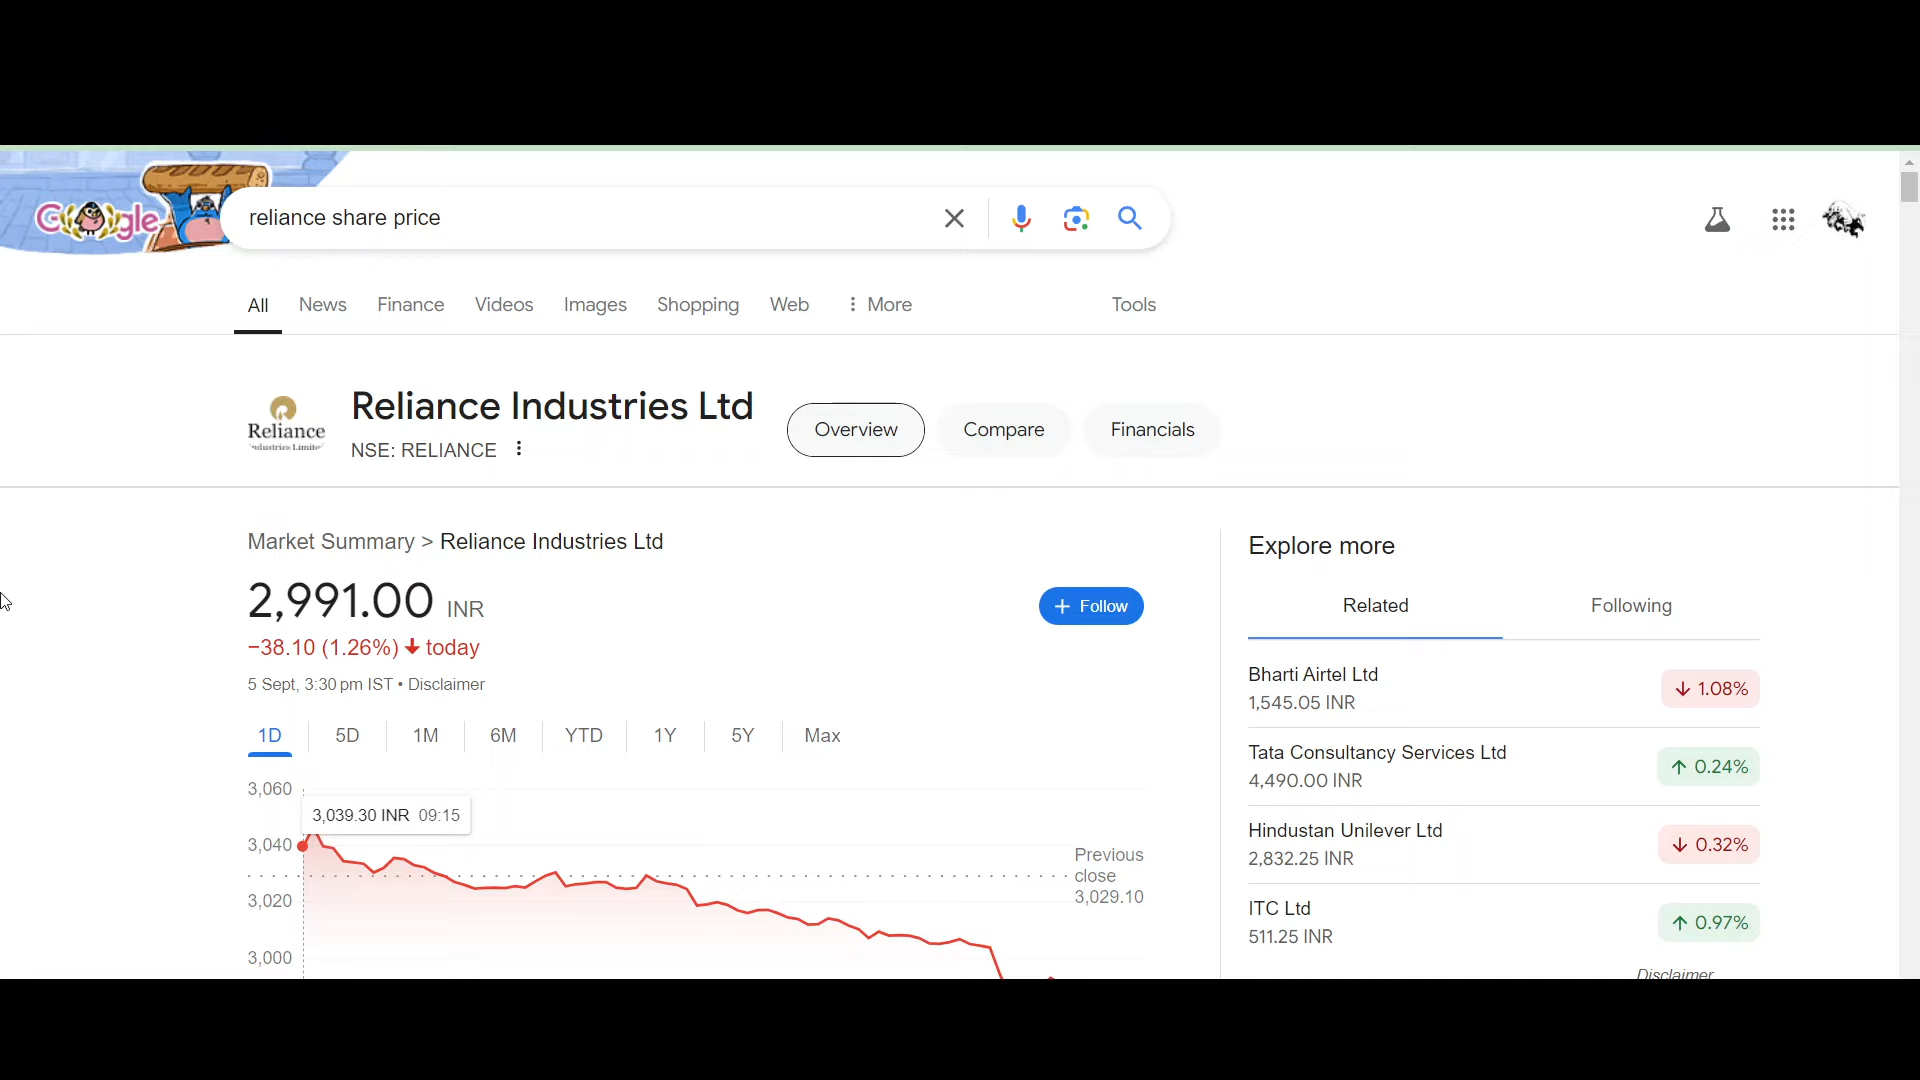 Google
reliance share price
All News Finance Videos Images Shopping Web More Tools
Reliance
Industries Limited
Reliance Industries Ltd
NSE: RELIANCE
Overview Compare Financials
Market Summary > Reliance Industries Ltd
2,991.00 INR
+ Follow
−38.10 (1.26%) ↓ today
5 Sept, 3:30 pm IST • Disclaimer
1D 5D 1M 6M YTD 1Y 5Y Max
3,060
3,039.30 INR 09:15
3,040
Previous
close
3,029.10
3,020
3,000
Explore more
Related Following
Bharti Airtel Ltd
1,545.05 INR
↓ 1.08%
Tata Consultancy Services Ltd
4,490.00 INR
↑ 0.24%
Hindustan Unilever Ltd
2,832.25 INR
↓ 0.32%
ITC Ltd
511.25 INR
↑ 0.97%
Disclaimer